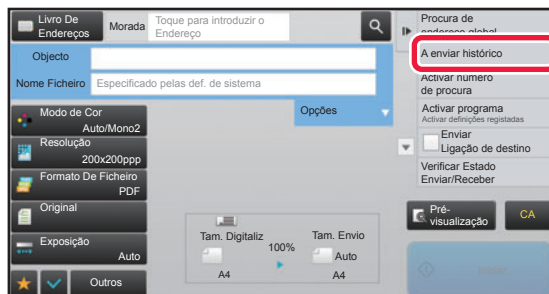 Livro De
Endereços
Morada
Toque para introduzir o
Endereço
Objecto
Nome Ficheiro
Especificado pelas def. de sistema
Opções
Modo de Cor
Auto/Mono2
Resolução
200x200ppp
Formato De Ficheiro
PDF
Original
Exposição
Auto
Outros
Tam. Digitaliz
100%
Tam. Envio
A4
Auto
A4
Procura de
endereço global
A enviar histórico
Activar número
de procura
Activar programa
Activar definições registadas
Enviar
Ligação de destino
Verificar Estado
Enviar/Receber
Pré-
visualização
CA